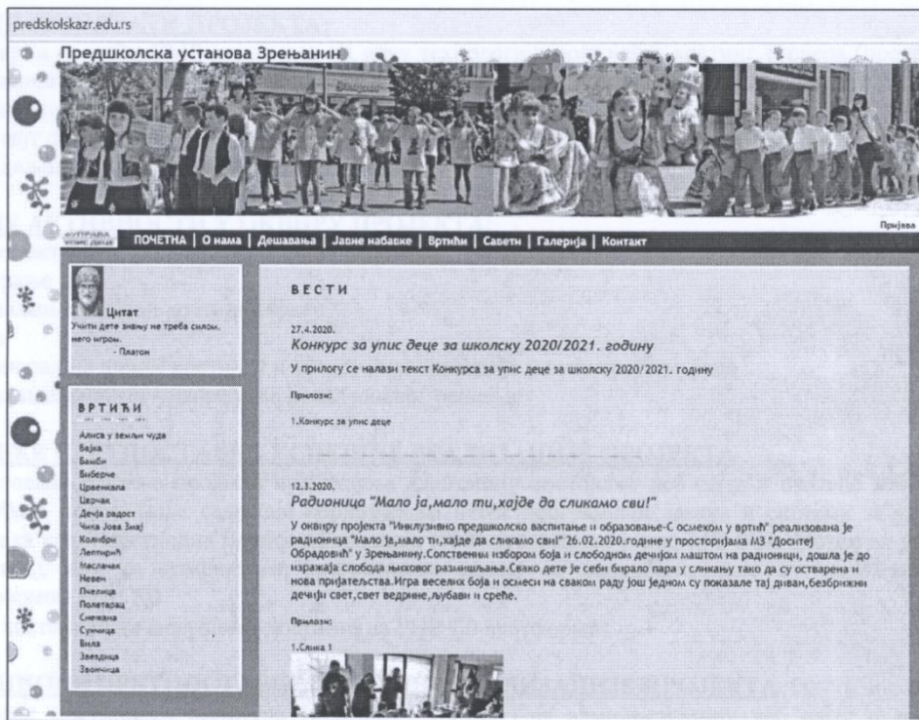 predskolskazr.edu.rs
Предшколска установа Зрењанин
Пријава
ПОЧЕТНА | О нама | Дешавања | Јавне набавке | Вртићи | Савети | Галерија | Контакт
Цитат
Учити дете знању не треба силом,
него игром.
- Платон
ВРТИЋИ
Алиса у земљи чуда
Бајка
Бамби
Биберче
Црвенкапа
Цврчак
Дечја радост
Чика Јова Змај
Колибри
Лептирић
Маслачак
Невен
Пчелица
Полетарац
Снежана
Сунчица
Вила
Звездица
Звончица
ВЕСТИ
27.4.2020.
Конкурс за упис деце за школску 2020/2021. годину
У прилогу се налази текст Конкурса за упис деце за школску 2020/2021. годину
Прилози:
1.Конкурс за упис деце
12.3.2020.
Радионица "Мало ја,мало ти,хајде да сликамо сви!"
У оквиру пројекта "Инклузивно предшколско васпитање и образовање-С осмехом у вртић" реализована је
радионица "Мало ја,мало ти,хајде да сликамо сви!" 26.02.2020.године у просторијама МЗ "Доситеј
Обрадовић" у Зрењанину.Сопственим избором боја и слободном дечијом маштом на радионици, дошла је до
изражаја слобода њиховог размишљања.Свако дете је себи бирало пара у сликању тако да су остварена и
нова пријатељства.Игра веселих боја и осмеси на сваком раду још једном су показале тај диван,безбрижни
дечији свет,свет ведрине,љубави и среће.
Прилози:
1.Слика 1